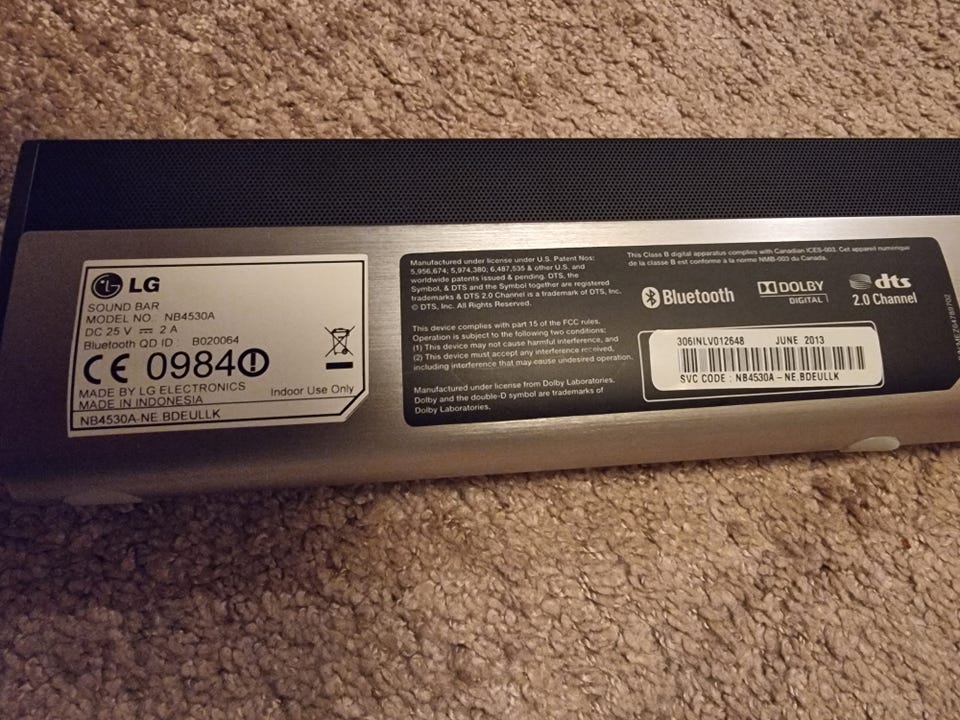 LG
SOUND BAR
MODEL NO. NB4530A
DC 25 V ⎓ 2 A
Bluetooth QD ID : B020064
CE 0984
MADE BY LG ELECTRONICS
MADE IN INDONESIA
Indoor Use Only
NB4530A-NE.BDEULLK
Manufactured under license under U.S. Patent Nos:
5,956,674; 5,974,380; 6,487,535 & other U.S. and
worldwide patents issued & pending. DTS, the
Symbol, & DTS and the Symbol together are registered
trademarks & DTS 2.0 Channel is a trademark of DTS, Inc.
© DTS, Inc. All Rights Reserved.
This device complies with part 15 of the FCC rules.
Operation is subject to the following two conditions:
(1) This device may not cause harmful interference, and
(2) This device must accept any interference received,
including interference that may cause undesired operation.
Manufactured under license from Dolby Laboratories.
Dolby and the double-D symbol are trademarks of
Dolby Laboratories.
This Class B digital apparatus complies with Canadian ICES-003. Cet appareil numérique
de la classe B est conforme à la norme NMB-003 du Canada.
Bluetooth
DOLBY
DIGITAL
dts
2.0 Channel
306INLV012648 JUNE 2013
SVC CODE : NB4530A-NE.BDEULLK